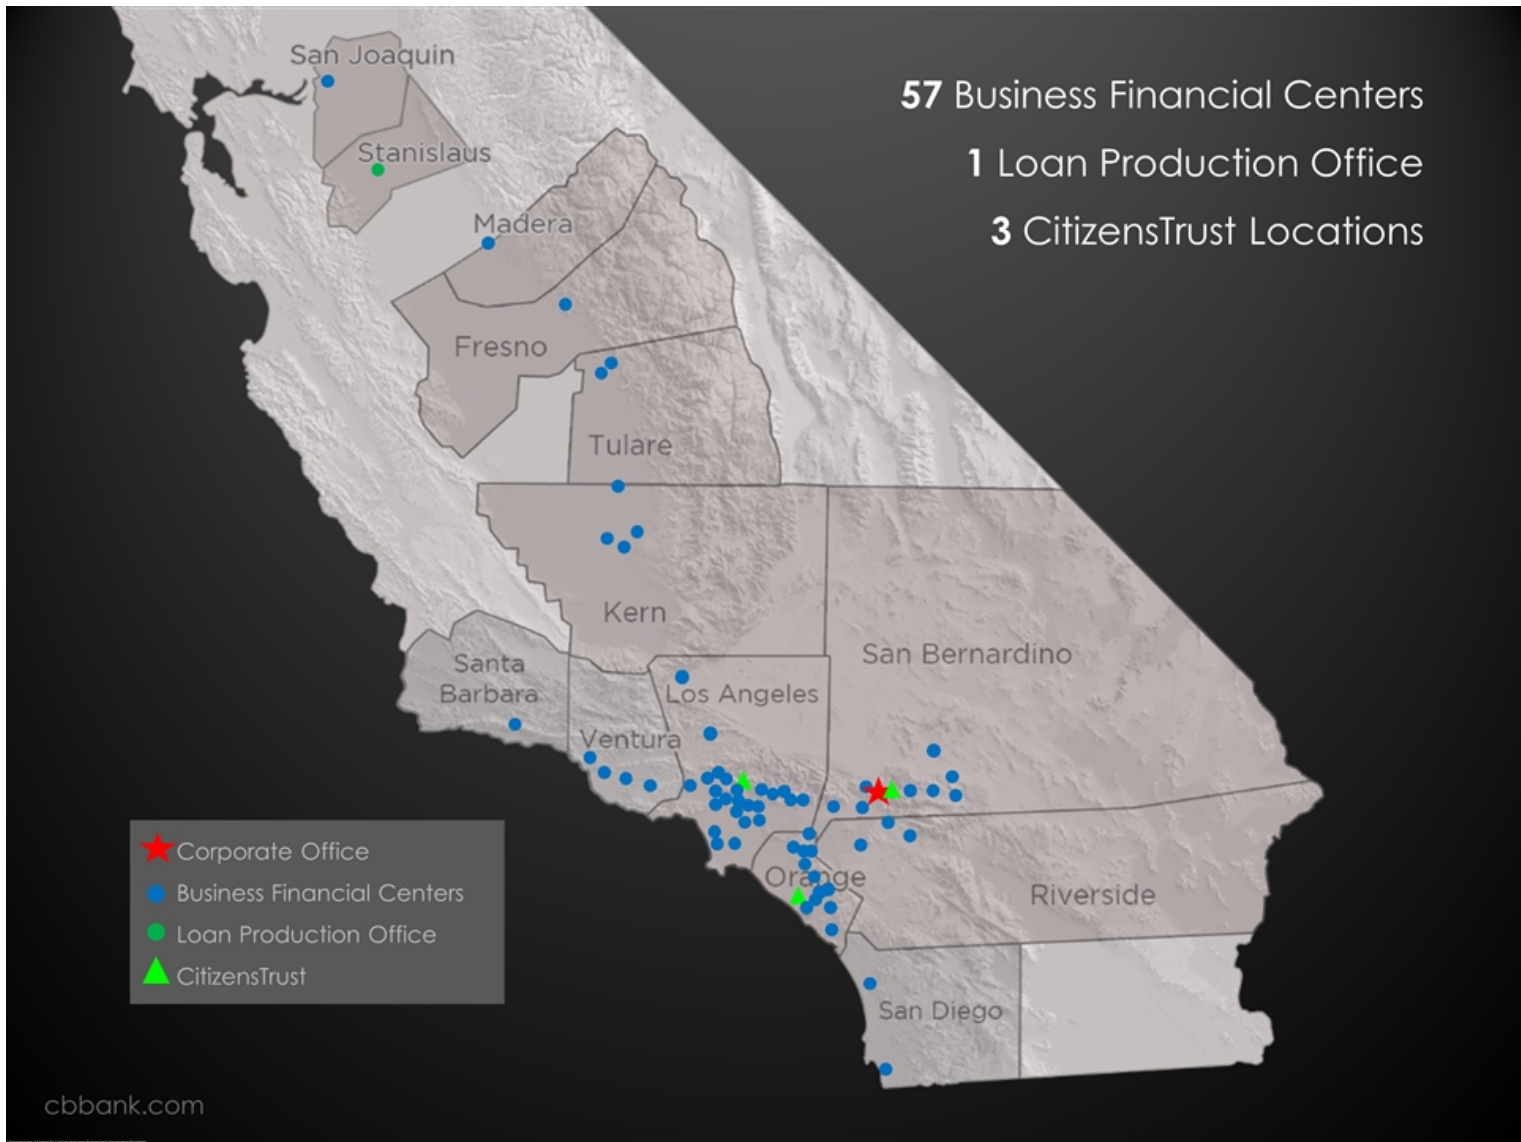 San Joaquin
57 Business Financial Centers
Stanislaus
1 Loan Production Office
Madera
3 CitizensTrust Locations
Fresno
Tulare
Kern
San Bernardino
Santa
Barbara
Los Angeles
Ventura
Corporate Office
Business Financial Centers
Loan Production Office
CitizensTrust
Orange
Riverside
San Diego
cbbank.com